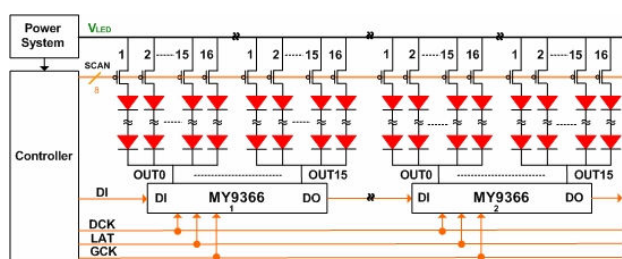 Power System
V_LED
1 2 ------15 16 1 2 ------15 16 1 2 ------15 16 1 2 ------15 16
SCAN
8
Controller
OUT0 OUT15 OUT0 OUT15
DI DI MY9366 DO DI MY9366 DO
1 2
DCK
LAT
GCK